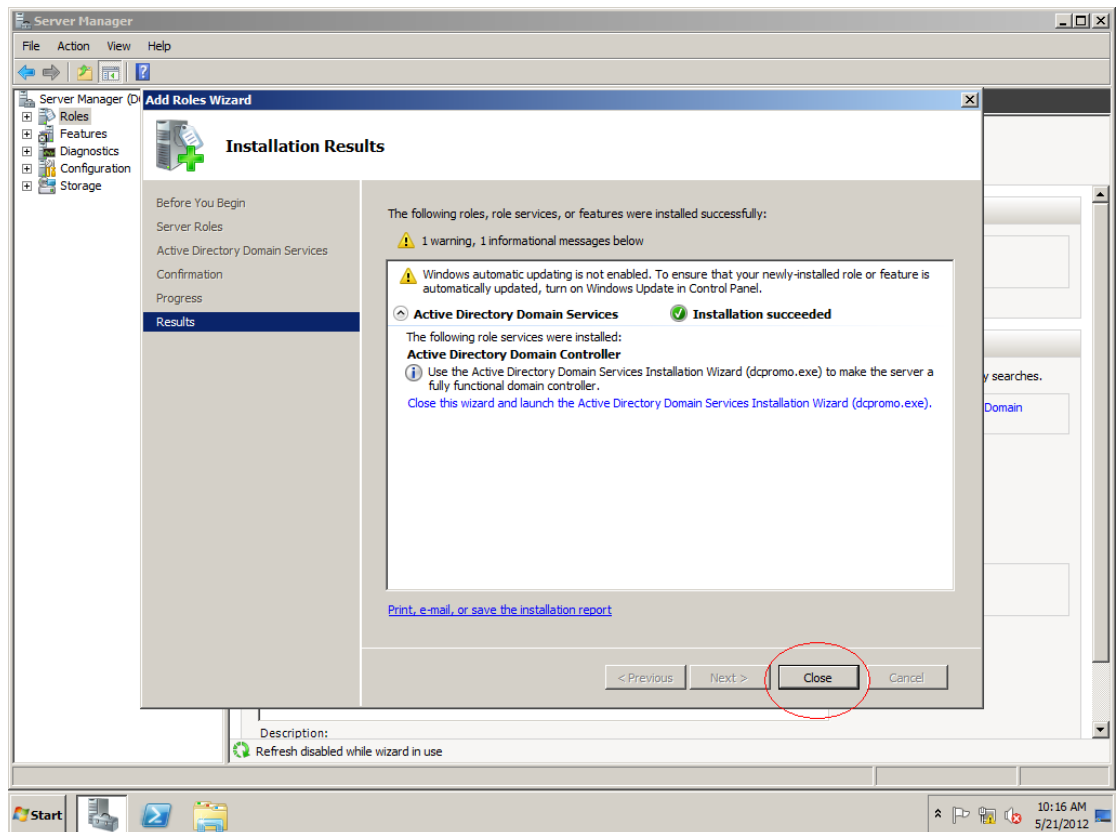 Server Manager
File Action View Help
Server Manager (D
Roles
Features
Diagnostics
Configuration
Storage
Add Roles Wizard
Installation Results
Before You Begin
Server Roles
Active Directory Domain Services
Confirmation
Progress
Results
The following roles, role services, or features were installed successfully:
1 warning, 1 informational messages below
Windows automatic updating is not enabled. To ensure that your newly-installed role or feature is
automatically updated, turn on Windows Update in Control Panel.
Active Directory Domain Services Installation succeeded
The following role services were installed:
Active Directory Domain Controller
Use the Active Directory Domain Services Installation Wizard (dcpromo.exe) to make the server a
fully functional domain controller.
Close this wizard and launch the Active Directory Domain Services Installation Wizard (dcpromo.exe).
Print, e-mail, or save the installation report
< Previous Next > Close Cancel
y searches.
Domain
Description:
Refresh disabled while wizard in use
Start
10:16 AM
5/21/2012